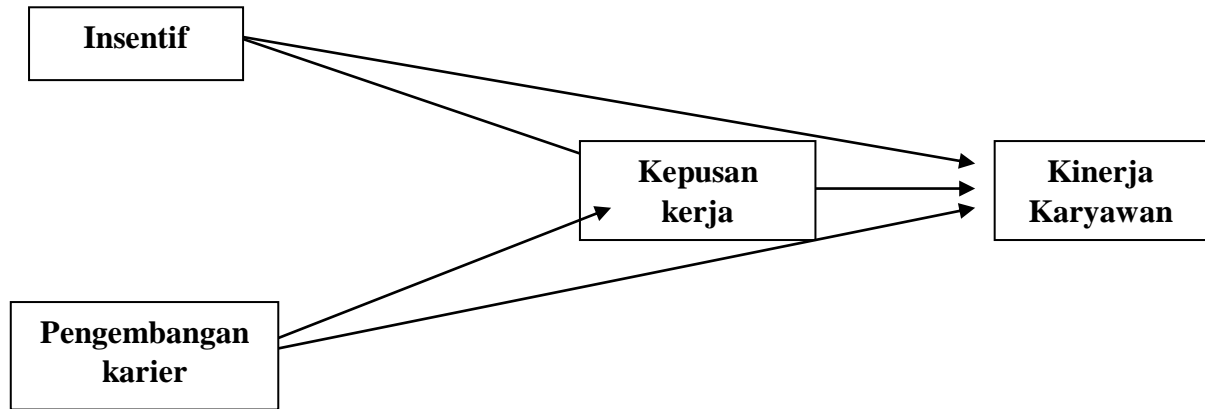 Insentif
Kepusan
kerja
Kinerja
Karyawan
Pengembangan
karier